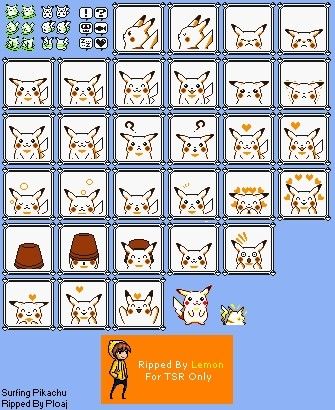 ?
?
Ripped By Lemon
For TSR Only
Surfing Pikachu
Ripped By Ploaj